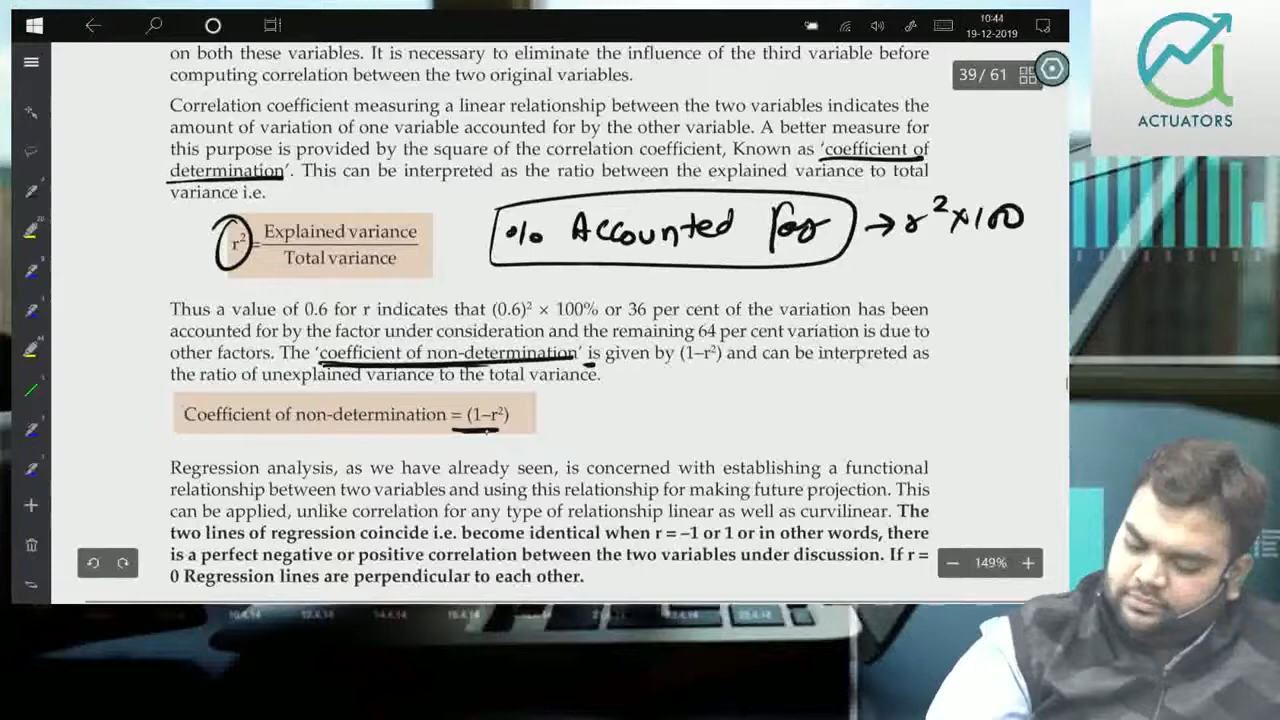 10:44
19-12-2019
on both these variables. It is necessary to eliminate the influence of the third variable before
computing correlation between the two original variables.
39 / 61
ACTUATORS
Correlation coefficient measuring a linear relationship between the two variables indicates the
amount of variation of one variable accounted for by the other variable. A better measure for
this purpose is provided by the square of the correlation coefficient, Known as ‘coefficient of
determination’. This can be interpreted as the ratio between the explained variance to total
variance i.e.
r² = Explained variance
Total variance
% Accounted for → r² × 100
Thus a value of 0.6 for r indicates that (0.6)² × 100% or 36 per cent of the variation has been
accounted for by the factor under consideration and the remaining 64 per cent variation is due to
other factors. The ‘coefficient of non-determination’ is given by (1–r²) and can be interpreted as
the ratio of unexplained variance to the total variance.
Coefficient of non-determination = (1–r²)
Regression analysis, as we have already seen, is concerned with establishing a functional
relationship between two variables and using this relationship for making future projection. This
can be applied, unlike correlation for any type of relationship linear as well as curvilinear. The
two lines of regression coincide i.e. become identical when r = –1 or 1 or in other words, there
is a perfect negative or positive correlation between the two variables under discussion. If r =
0 Regression lines are perpendicular to each other.
149%